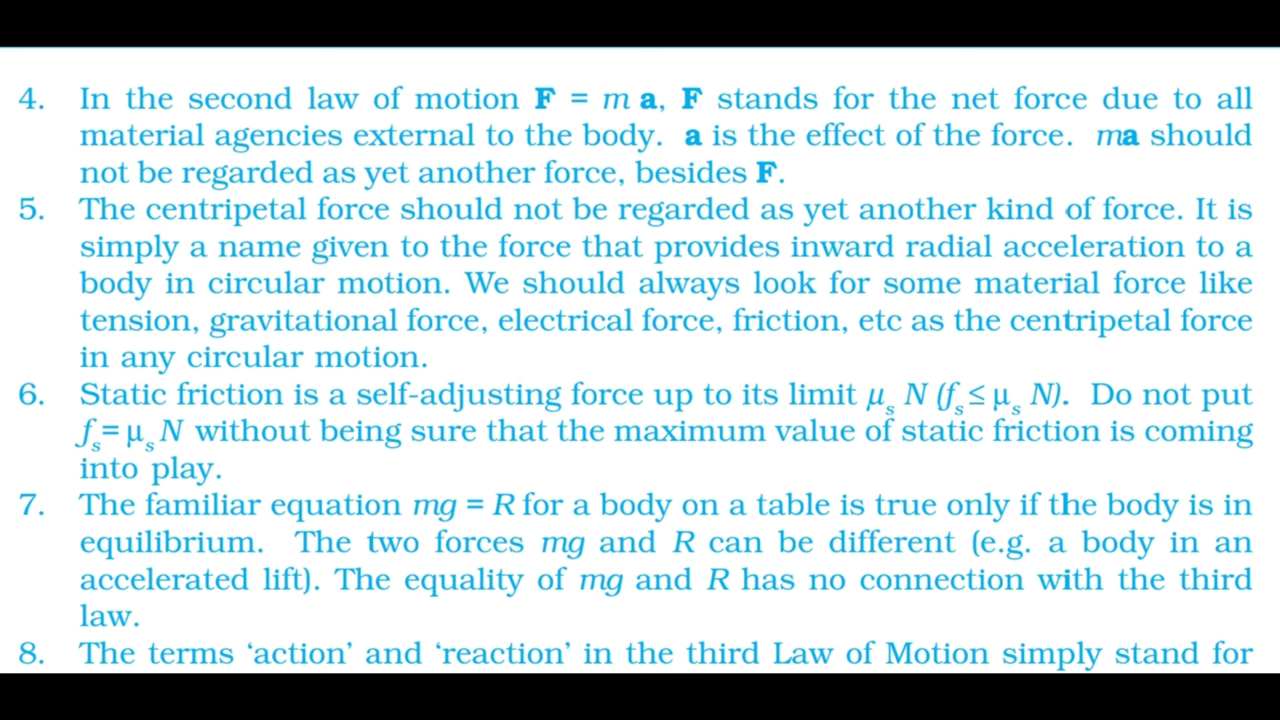 4. In the second law of motion F = m a, F stands for the net force due to all
material agencies external to the body. a is the effect of the force. ma should
not be regarded as yet another force, besides F.
5. The centripetal force should not be regarded as yet another kind of force. It is
simply a name given to the force that provides inward radial acceleration to a
body in circular motion. We should always look for some material force like
tension, gravitational force, electrical force, friction, etc as the centripetal force
in any circular motion.
6. Static friction is a self-adjusting force up to its limit μₛ N (fₛ ≤ μₛ N). Do not put
fₛ = μₛ N without being sure that the maximum value of static friction is coming
into play.
7. The familiar equation mg = R for a body on a table is true only if the body is in
equilibrium. The two forces mg and R can be different (e.g. a body in an
accelerated lift). The equality of mg and R has no connection with the third
law.
8. The terms ‘action’ and ‘reaction’ in the third Law of Motion simply stand for